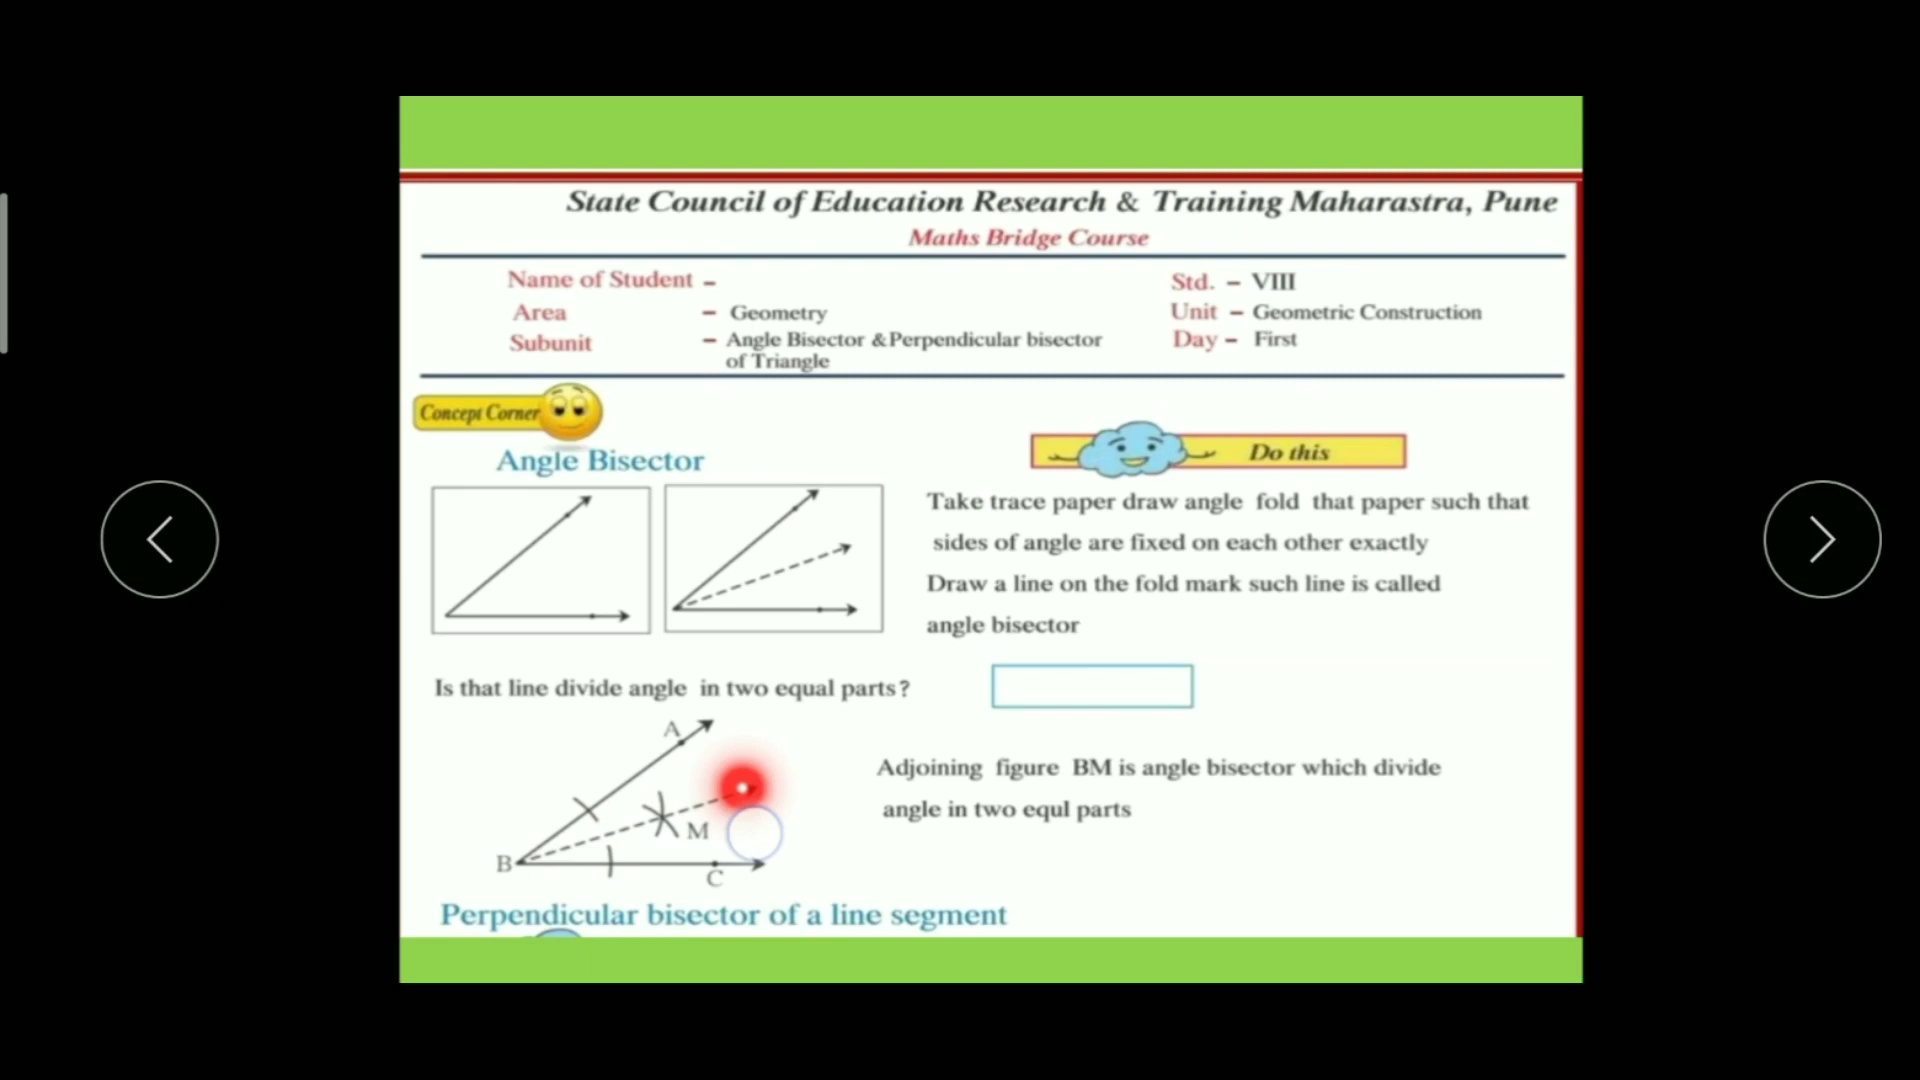 State Council of Education Research & Training Maharastra, Pune
Maths Bridge Course
Name of Student –
Std. – VIII
Area – Geometry
Unit – Geometric Construction
Subunit – Angle Bisector & Perpendicular bisector
of Triangle
Day – First
Concept Corner
Angle Bisector
Do this
Take trace paper draw angle fold that paper such that
sides of angle are fixed on each other exactly
Draw a line on the fold mark such line is called
angle bisector
Is that line divide angle in two equal parts?
A
M
B
C
Adjoining figure BM is angle bisector which divide
angle in two equl parts
Perpendicular bisector of a line segment